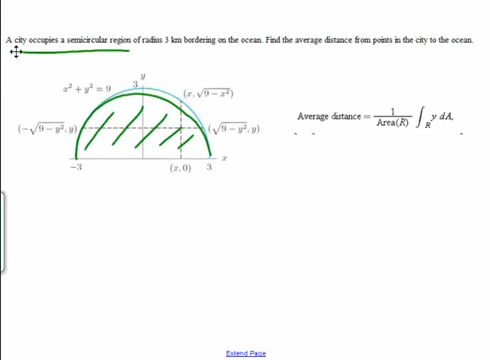 A city occupies a semicircular region of radius 3 km bordering on the ocean. Find the average distance from points in the city to the ocean.
y
x² + y² = 9
3
(x, √9 − x²)
Average distance = 1/Area(R) ∫_R y dA,
(−√9 − y², y)
(√9 − y², y)
x
−3
(x, 0)
3
Extend Page